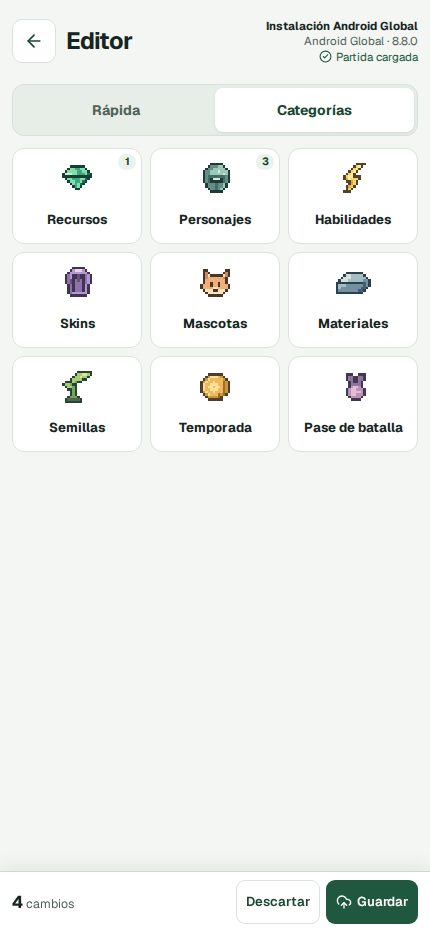 Editor
Instalación Android Global
Android Global · 8.8.0
Partida cargada
Rápida
Categorías
1
3
Recursos
Personajes
Habilidades
Skins
Mascotas
Materiales
Semillas
Temporada
Pase de batalla
4 cambios
Descartar
Guardar